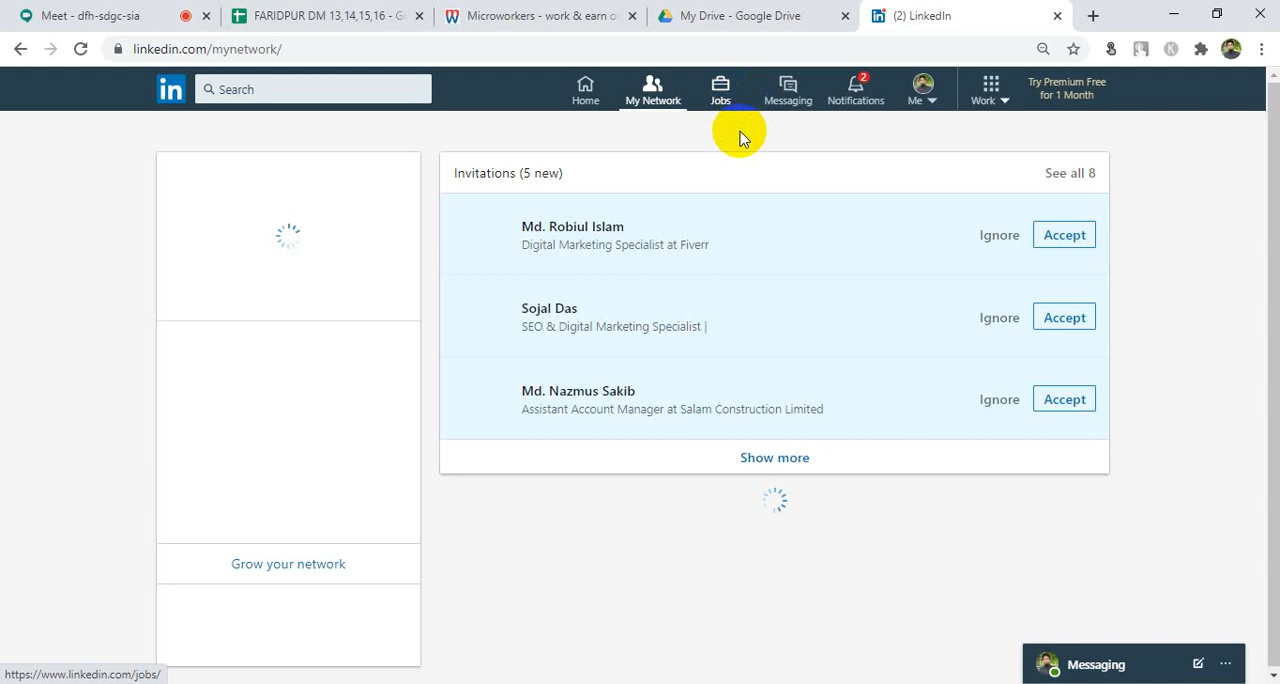 Meet - dfh-sdgc-sia
FARIDPUR DM 13,14,15,16 - G
Microworkers - work & earn o
My Drive - Google Drive
(2) LinkedIn
linkedin.com/mynetwork/
in
Search
Home
My Network
Jobs
Messaging
2
Notifications
Me
Work
Try Premium Free
for 1 Month
Invitations (5 new)
See all 8
Md. Robiul Islam
Digital Marketing Specialist at Fiverr
Ignore
Accept
Sojal Das
SEO & Digital Marketing Specialist |
Ignore
Accept
Md. Nazmus Sakib
Assistant Account Manager at Salam Construction Limited
Ignore
Accept
Show more
Grow your network
Messaging
https://www.linkedin.com/jobs/